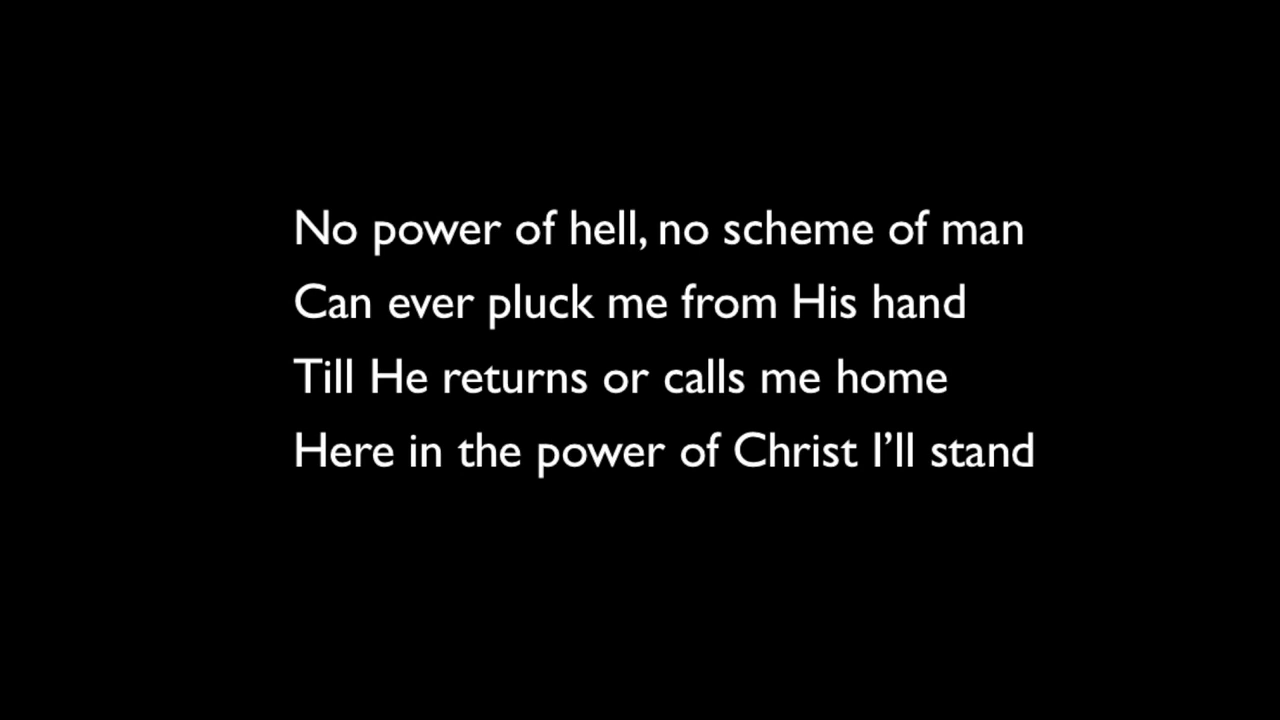 No power of hell, no scheme of man
Can ever pluck me from His hand
Till He returns or calls me home
Here in the power of Christ I’ll stand